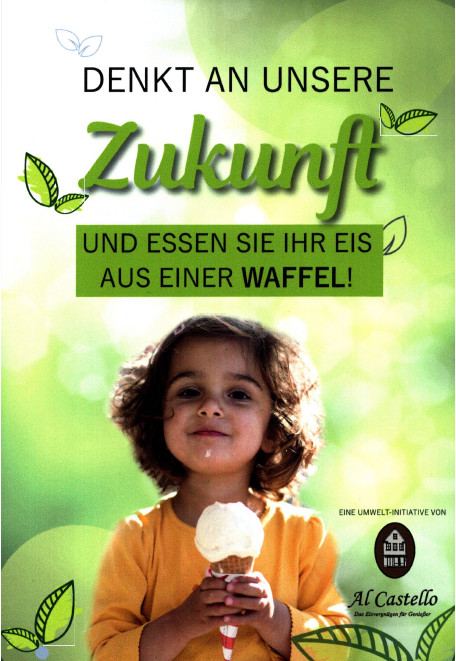 DENKT AN UNSERE
Zukunft
UND ESSEN SIE IHR EIS
AUS EINER WAFFEL!
EINE UMWELT-INITIATIVE VON
Al Castello
Das Eisvergnügen für Genießer